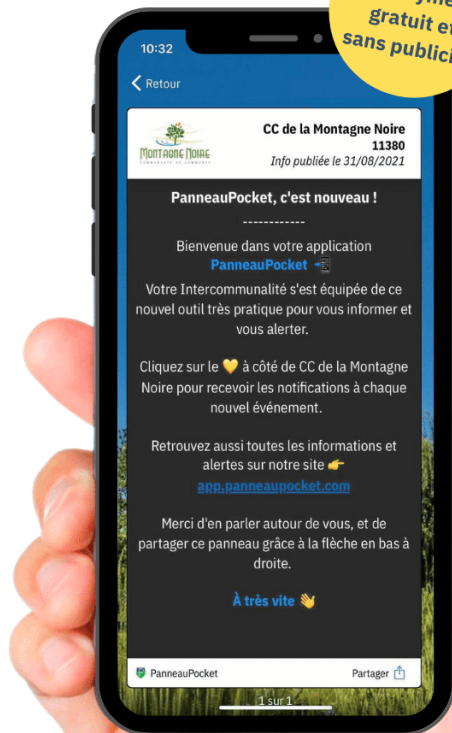 gratuit et
sans publici
10:32
Retour
MONTAGNE NOIRE
COMMUNAUTÉ DE COMMUNES
CC de la Montagne Noire
11380
Info publiée le 31/08/2021
PanneauPocket, c'est nouveau !
------------
Bienvenue dans votre application
PanneauPocket
Votre Intercommunalité s'est équipée de ce
nouvel outil très pratique pour vous informer et
vous alerter.
Cliquez sur le 💛 à côté de CC de la Montagne
Noire pour recevoir les notifications à chaque
nouvel événement.
Retrouvez aussi toutes les informations et
alertes sur notre site 👉
app.panneaupocket.com
Merci d'en parler autour de vous, et de
partager ce panneau grâce à la flèche en bas à
droite.
À très vite 👋
PanneauPocket
Partager
1 sur 1